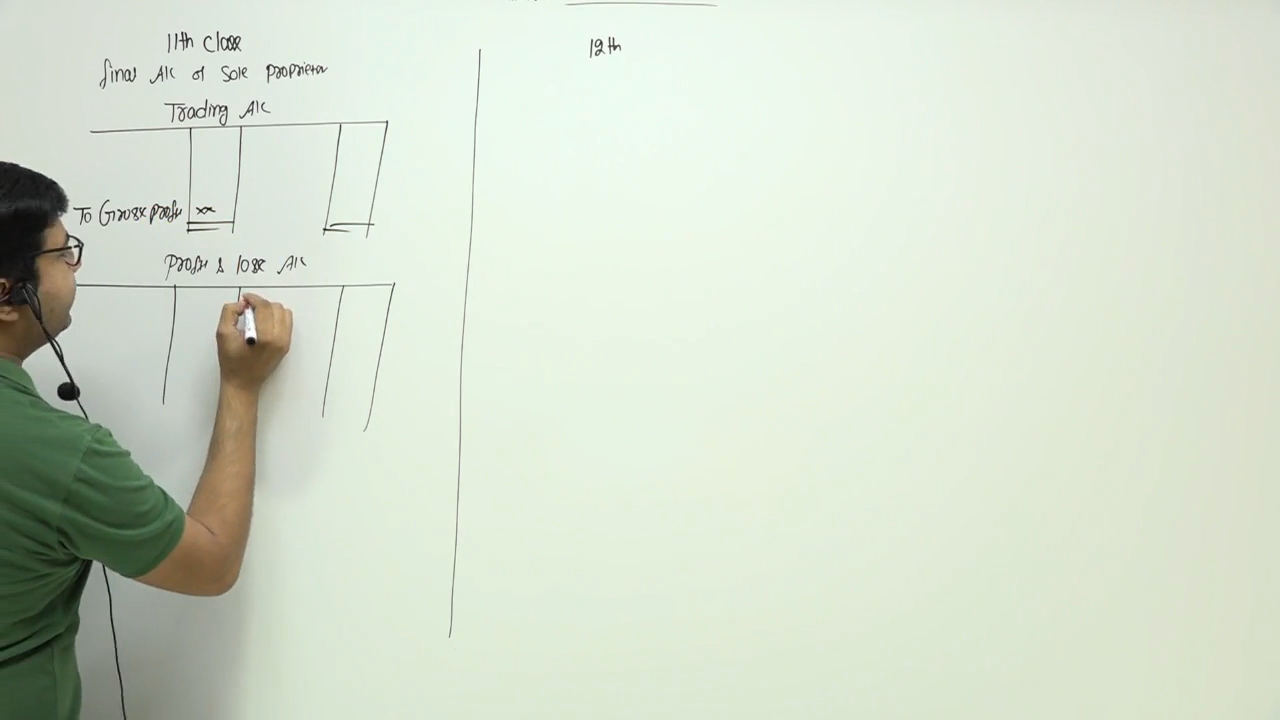 11th Class
final A/c of Sole proprietor
Trading A/C
To Gross profit xx
Profit & loss A/c
12th